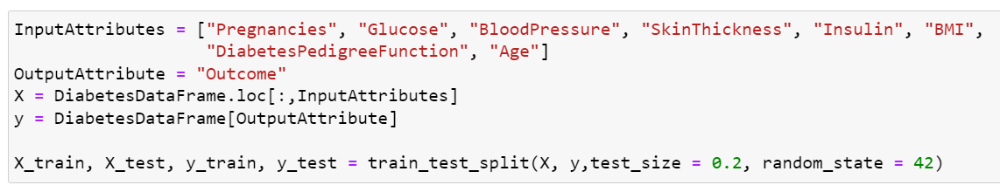 InputAttributes = ["Pregnancies", "Glucose", "BloodPressure", "SkinThickness", "Insulin", "BMI",
"DiabetesPedigreeFunction", "Age"]
OutputAttribute = "Outcome"
X = DiabetesDataFrame.loc[:,InputAttributes]
y = DiabetesDataFrame[OutputAttribute]
X_train, X_test, y_train, y_test = train_test_split(X, y,test_size = 0.2, random_state = 42)